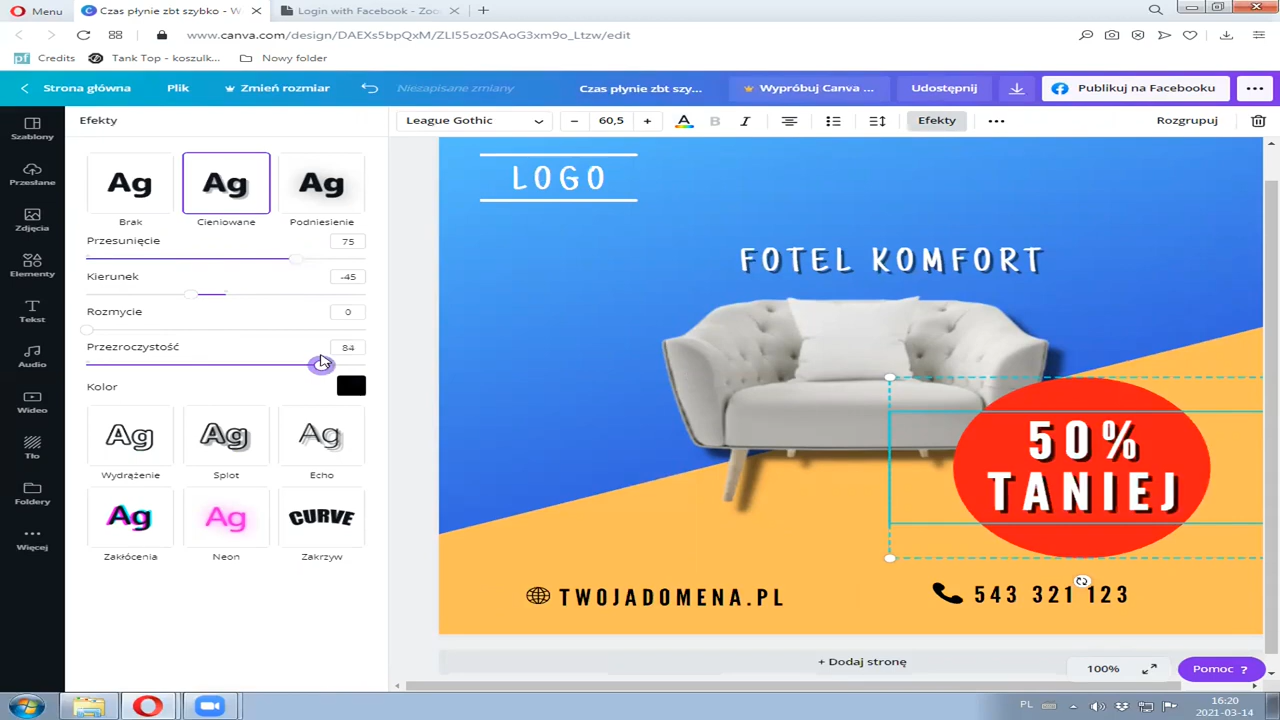 Menu
Czas płynie zbt szybko - W
Login with Facebook - Zoo
www.canva.com/design/DAEXs5bpQxM/ZLI55oz0SAoG3xm9o_Ltzw/edit
pf Credits
Tank Top - koszulk...
Nowy folder
Strona główna
Plik
Zmień rozmiar
Niezapisane zmiany
Czas płynie zbt szy...
Wypróbuj Canva ...
Udostępnij
Publikuj na Facebooku
Szablony
Przesłane
Zdjęcia
Elementy
Tekst
Audio
Wideo
Tło
Foldery
Więcej
Efekty
League Gothic
60,5
A
B
I
Efekty
Rozgrupuj
Ag
Ag
Ag
Brak
Cieniowane
Podniesienie
Przesunięcie 75
Kierunek -45
Rozmycie 0
Przezroczystość 84
Kolor
Ag
Ag
Ag
Wydrążenie
Splot
Echo
Ag
Ag
CURVE
Zakłócenia
Neon
Zakrzyw
LOGO
FOTEL KOMFORT
50%
TANIEJ
TWOJADOMENA.PL
543 321 123
+ Dodaj stronę
100%
Pomoc ?
PL
16:20
2021-03-14